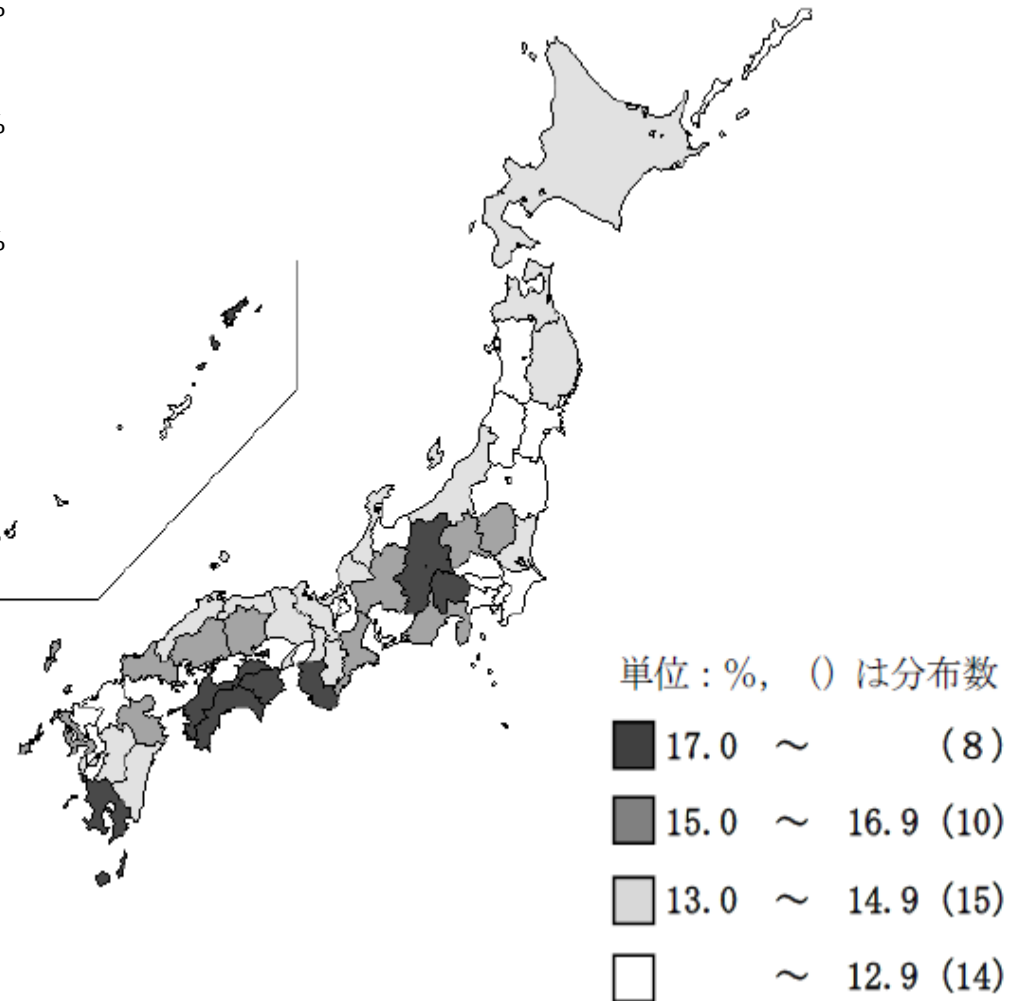 %
%
%
単位：%, () は分布数
17.0 ～ (8)
15.0 ～ 16.9 (10)
13.0 ～ 14.9 (15)
～ 12.9 (14)